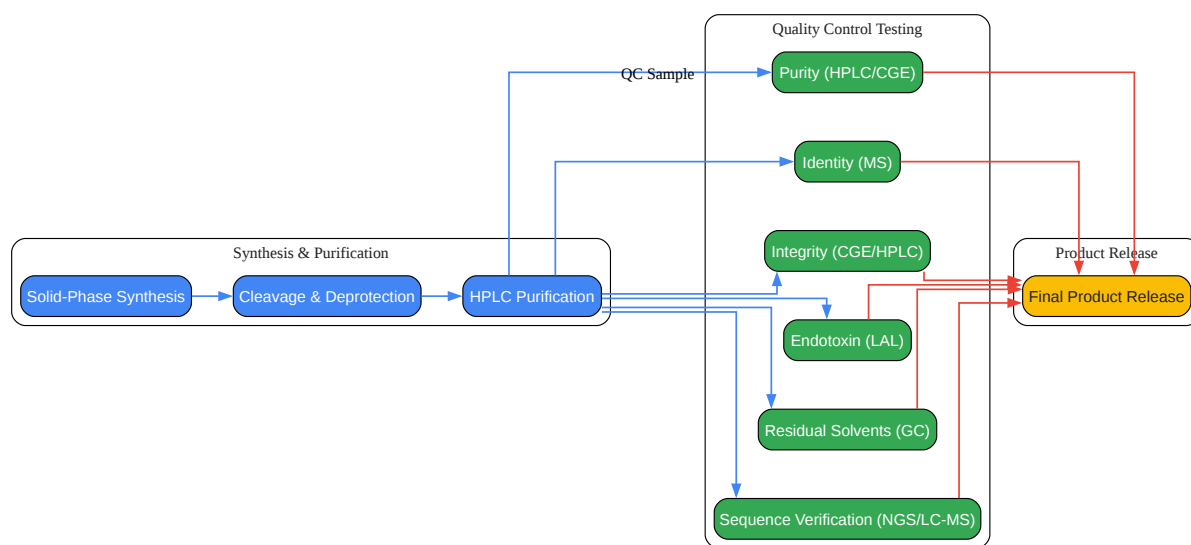 Quality Control Testing
QC Sample
Purity (HPLC/CGE)
Identity (MS)
Synthesis & Purification
Integrity (CGE/HPLC)
Product Release
Solid-Phase Synthesis
Cleavage & Deprotection
HPLC Purification
Final Product Release
Endotoxin (LAL)
Residual Solvents (GC)
Sequence Verification (NGS/LC-MS)